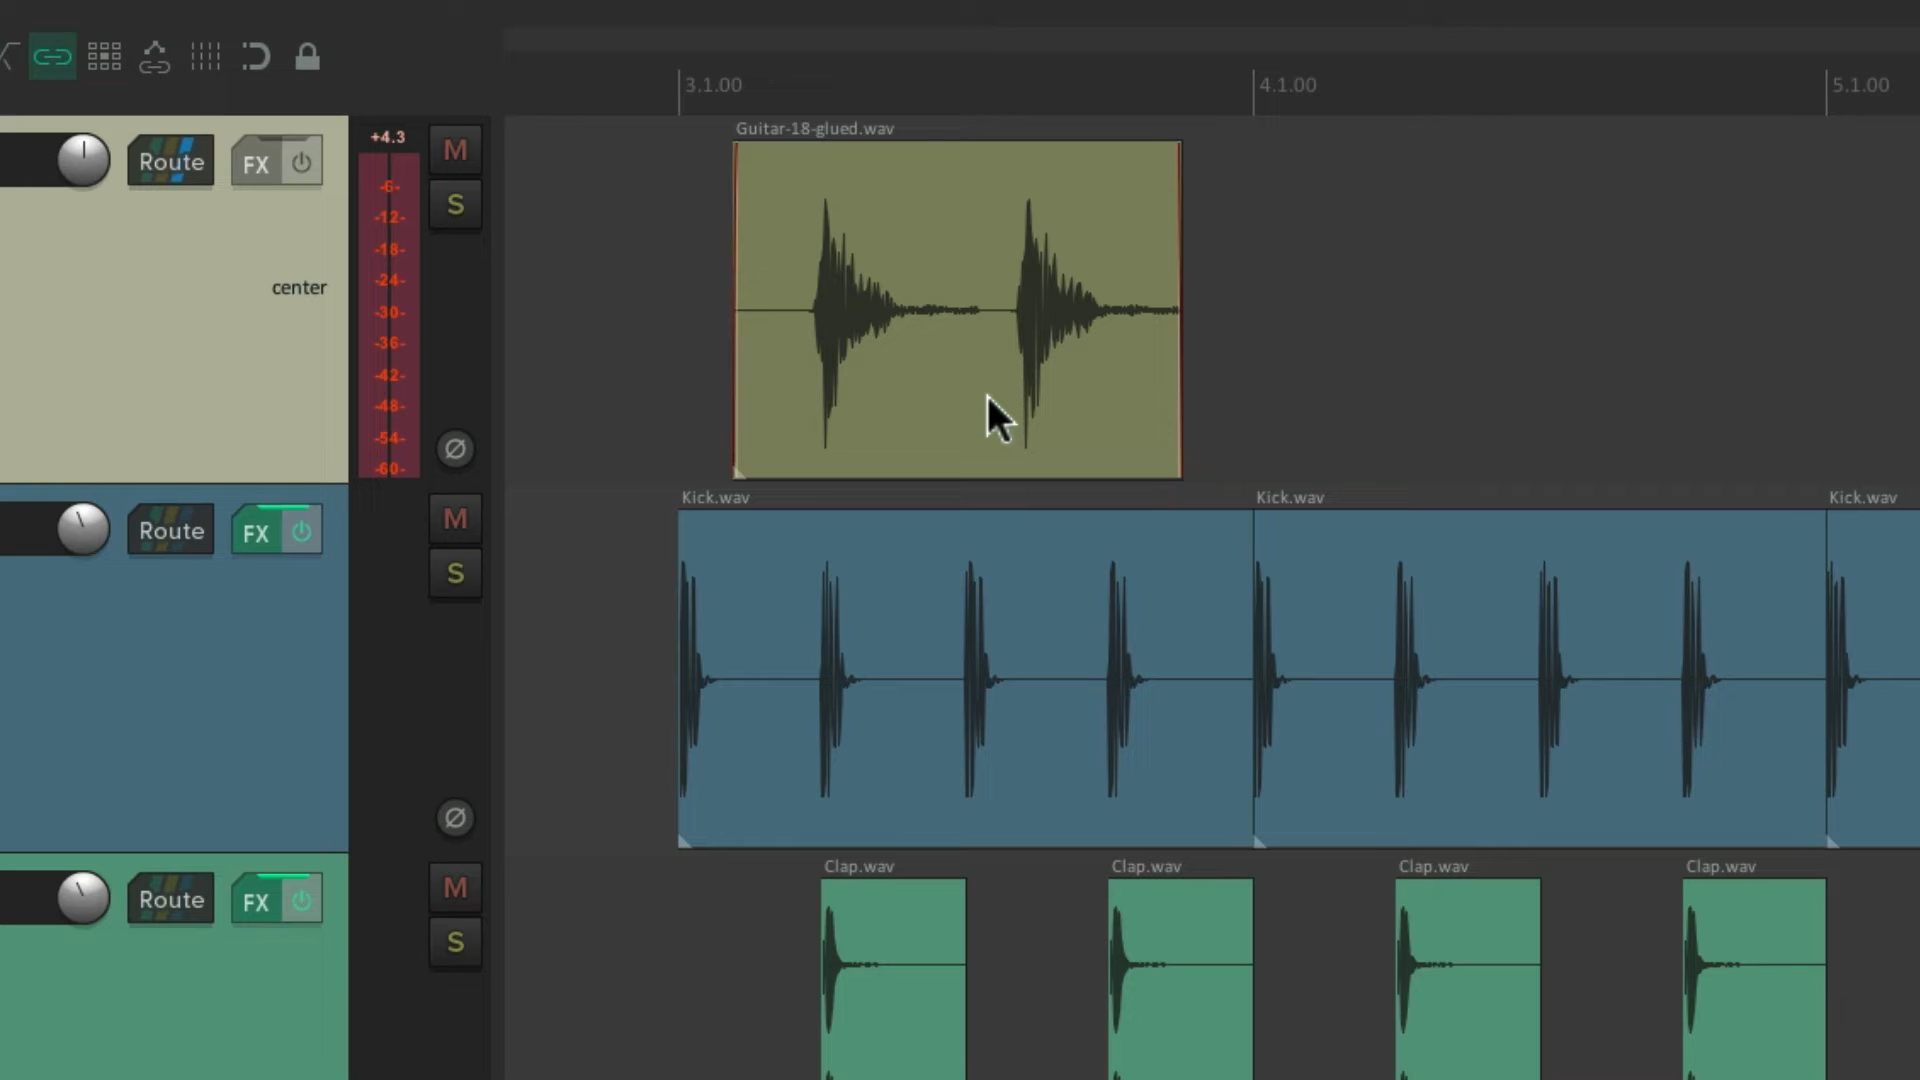 3.1.00
4.1.00
5.1.00
Route
FX
+4.3
M
Guitar-18-glued.wav
-6-
S
-12-
-18-
-24-
center
-30-
-36-
-42-
-48-
-54-
-60-
Kick.wav
Kick.wav
Kick.wav
Route
FX
M
S
Clap.wav
Clap.wav
Clap.wav
Clap.wav
Route
FX
M
S